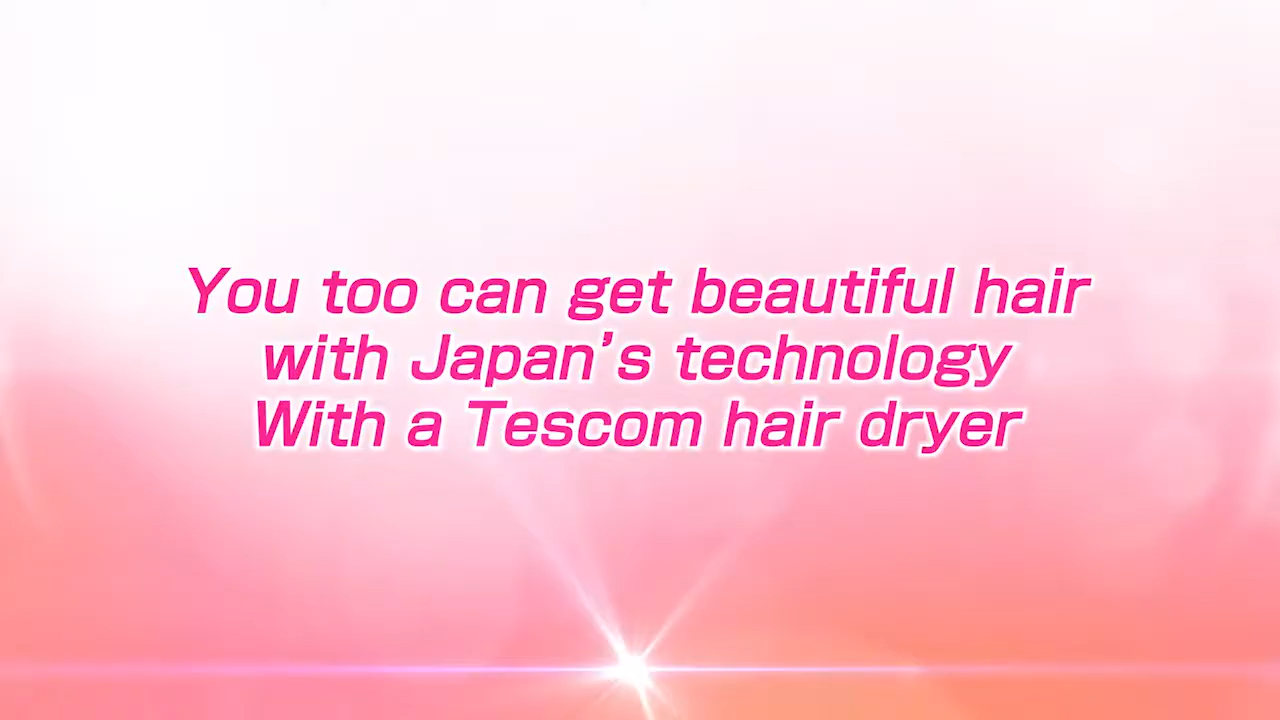 You too can get beautiful hair
with Japan’s technology
With a Tescom hair dryer